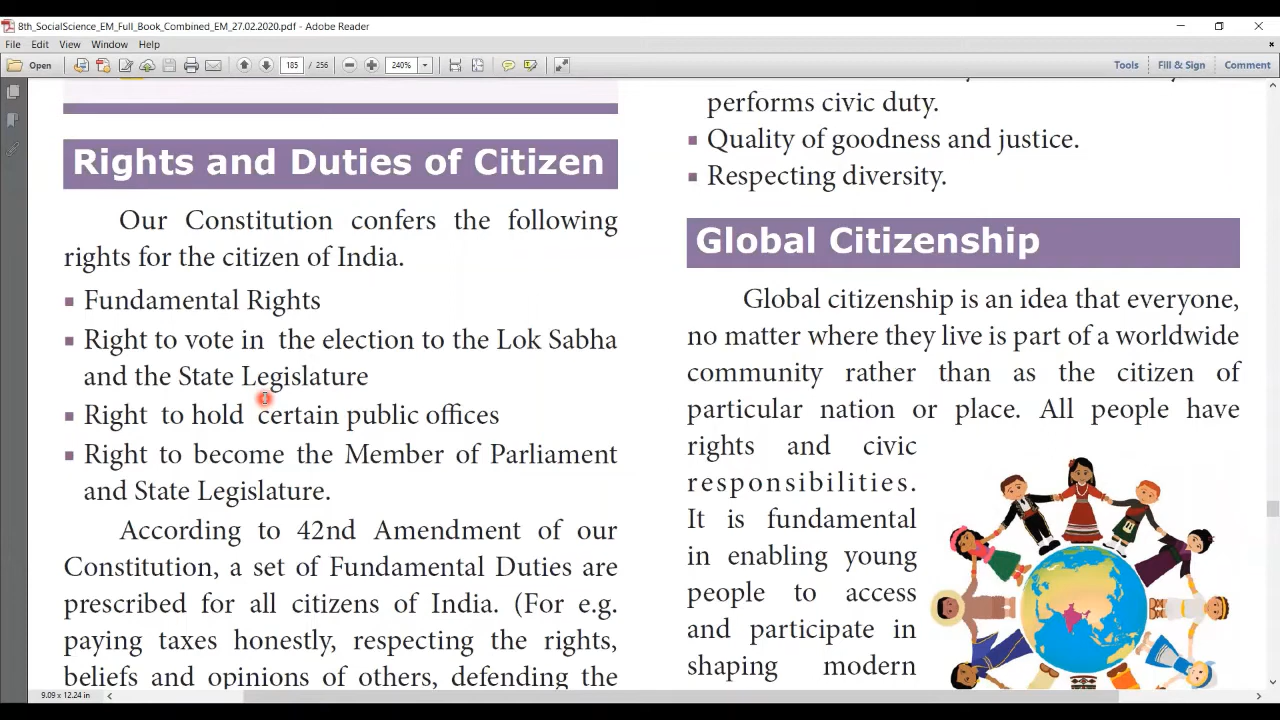 8th_SocialScience_EM_Full_Book_Combined_EM_27.02.2020.pdf - Adobe Reader
File Edit View Window Help
Open 185 / 256 240% Tools Fill & Sign Comment
Rights and Duties of Citizen
Our Constitution confers the following
rights for the citizen of India.
Fundamental Rights
Right to vote in the election to the Lok Sabha
and the State Legislature
Right to hold certain public offices
Right to become the Member of Parliament
and State Legislature.
According to 42nd Amendment of our
Constitution, a set of Fundamental Duties are
prescribed for all citizens of India. (For e.g.
paying taxes honestly, respecting the rights,
beliefs and opinions of others, defending the
performs civic duty.
Quality of goodness and justice.
Respecting diversity.
Global Citizenship
Global citizenship is an idea that everyone,
no matter where they live is part of a worldwide
community rather than as the citizen of
particular nation or place. All people have
rights and civic
responsibilities.
It is fundamental
in enabling young
people to access
and participate in
shaping modern
9.09 x 12.24 in